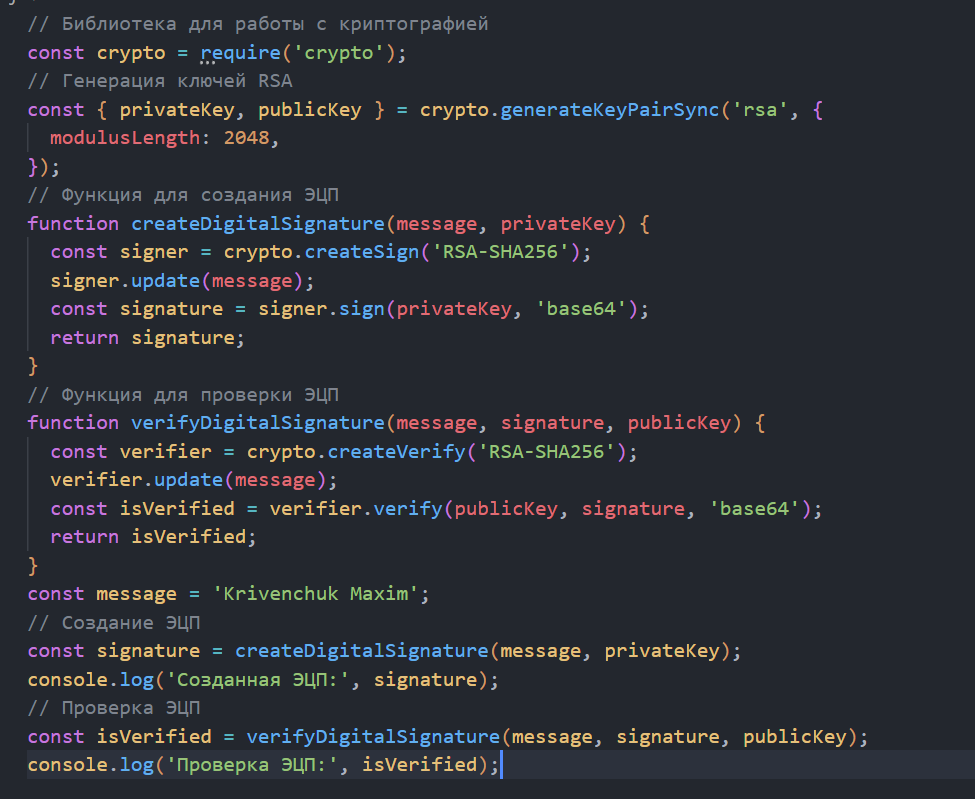 // Библиотека для работы с криптографией
const crypto = require('crypto');
// Генерация ключей RSA
const { privateKey, publicKey } = crypto.generateKeyPairSync('rsa', {
  modulusLength: 2048,
});
// Функция для создания ЭЦП
function createDigitalSignature(message, privateKey) {
  const signer = crypto.createSign('RSA-SHA256');
  signer.update(message);
  const signature = signer.sign(privateKey, 'base64');
  return signature;
}
// Функция для проверки ЭЦП
function verifyDigitalSignature(message, signature, publicKey) {
  const verifier = crypto.createVerify('RSA-SHA256');
  verifier.update(message);
  const isVerified = verifier.verify(publicKey, signature, 'base64');
  return isVerified;
}
const message = 'Krivenchuk Maxim';
// Создание ЭЦП
const signature = createDigitalSignature(message, privateKey);
console.log('Созданная ЭЦП:', signature);
// Проверка ЭЦП
const isVerified = verifyDigitalSignature(message, signature, publicKey);
console.log('Проверка ЭЦП:', isVerified);